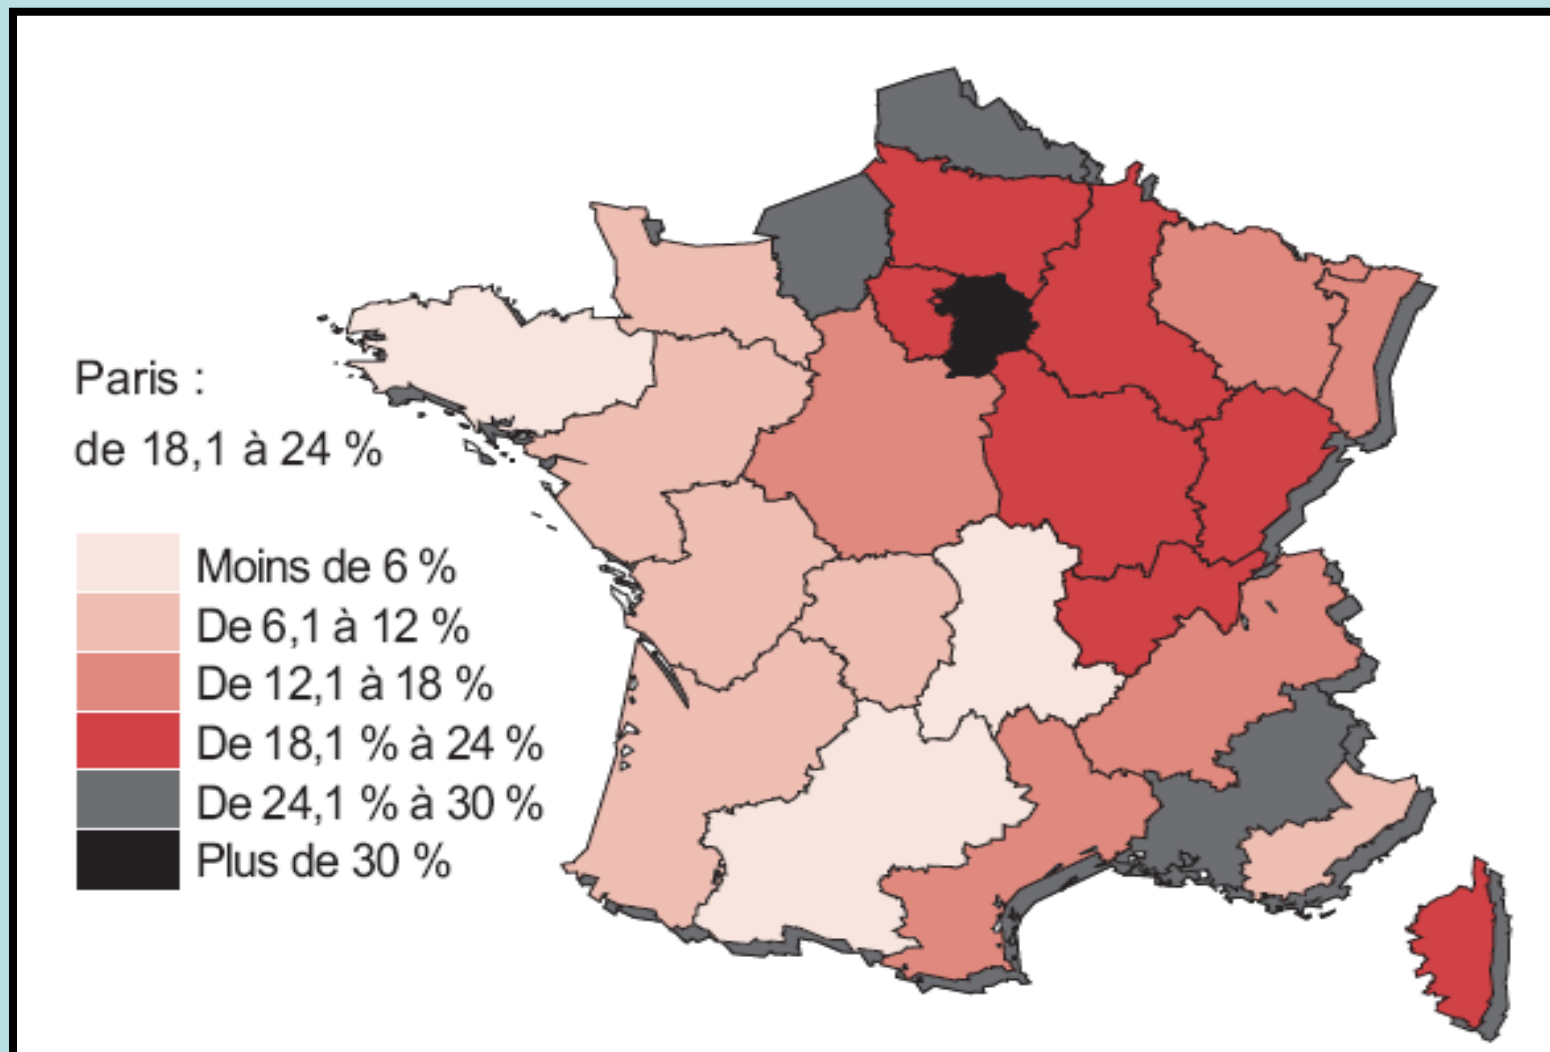 Paris :
de 18,1 à 24 %
Moins de 6 %
De 6,1 à 12 %
De 12,1 à 18 %
De 18,1 % à 24 %
De 24,1 % à 30 %
Plus de 30 %